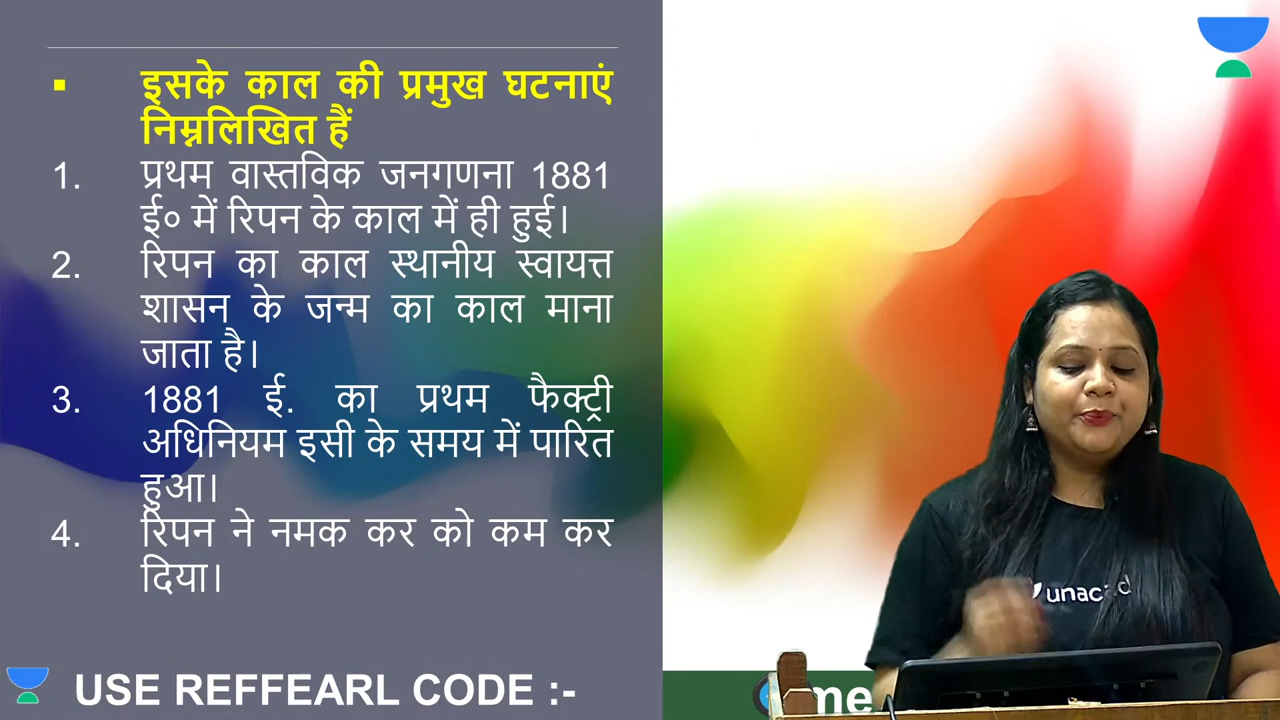 ▪ इसके काल की प्रमुख घटनाएं
निम्नलिखित हैं
1. प्रथम वास्तविक जनगणना 1881
ई० में रिपन के काल में ही हुई।
2. रिपन का काल स्थानीय स्वायत्त
शासन के जन्म का काल माना
जाता है।
3. 1881 ई. का प्रथम फैक्ट्री
अधिनियम इसी के समय में पारित
हुआ।
4. रिपन ने नमक कर को कम कर
दिया।
USE REFFEARL CODE :-